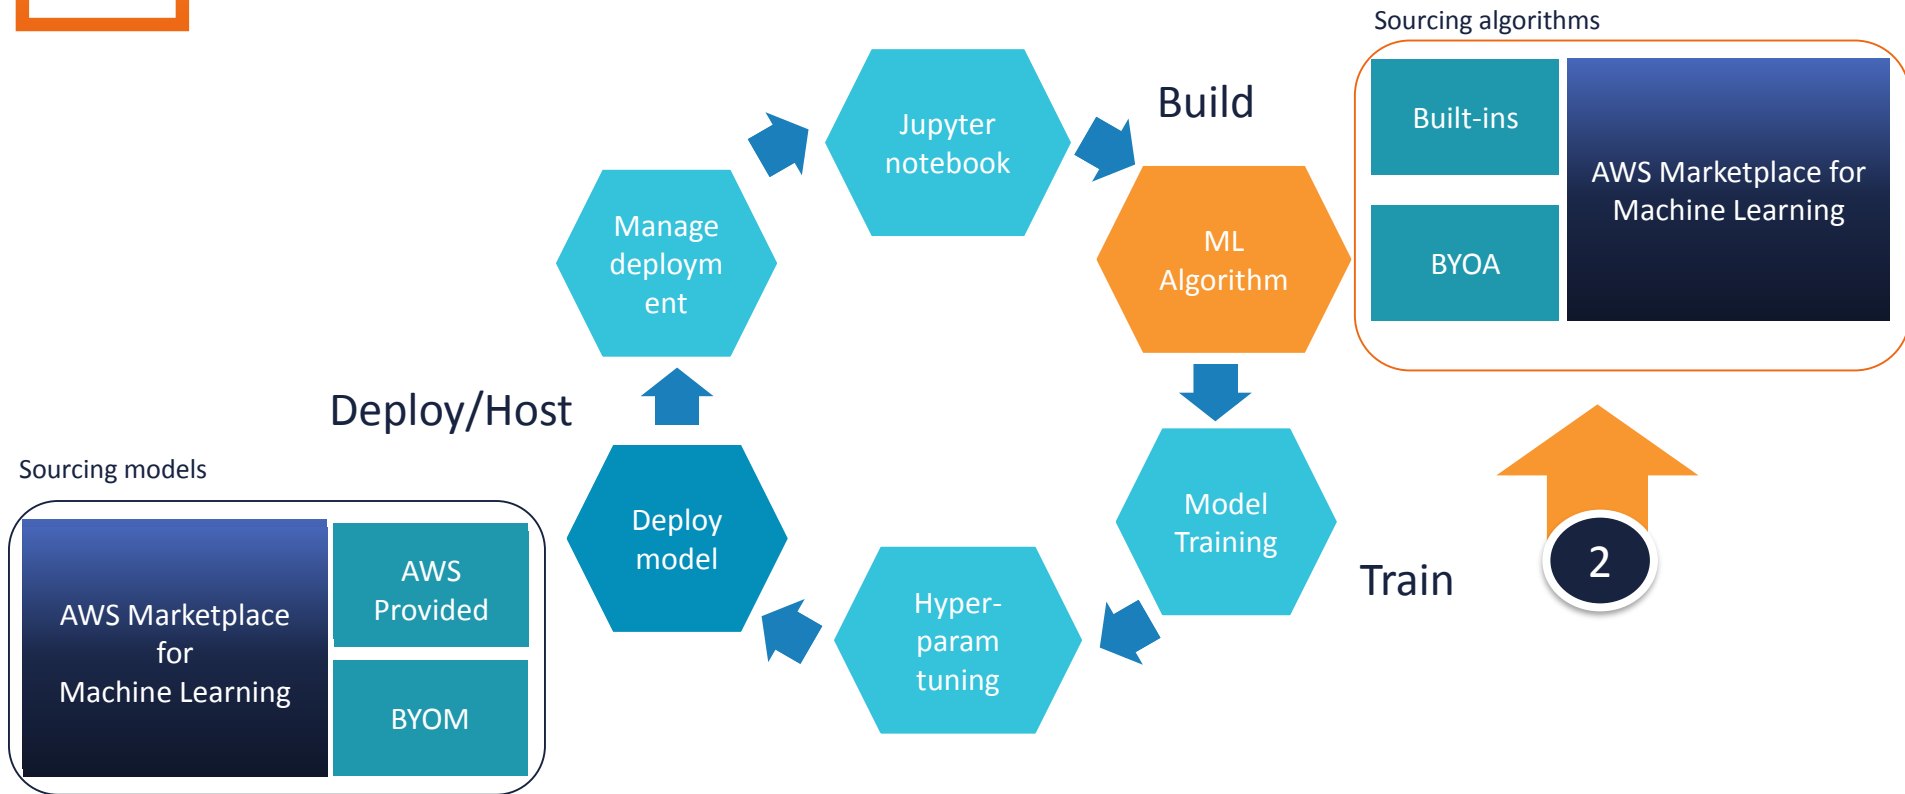 Sourcing algorithms
Build
Jupyter
notebook
Built-ins
AWS Marketplace for
Machine Learning
BYOA
ML
Algorithm
Manage
deploym
ent
Deploy/Host
Sourcing models
AWS Marketplace
for
Machine Learning
AWS
Provided
BYOM
Deploy
model
Hyper-
param
tuning
Model
Training
Train
2